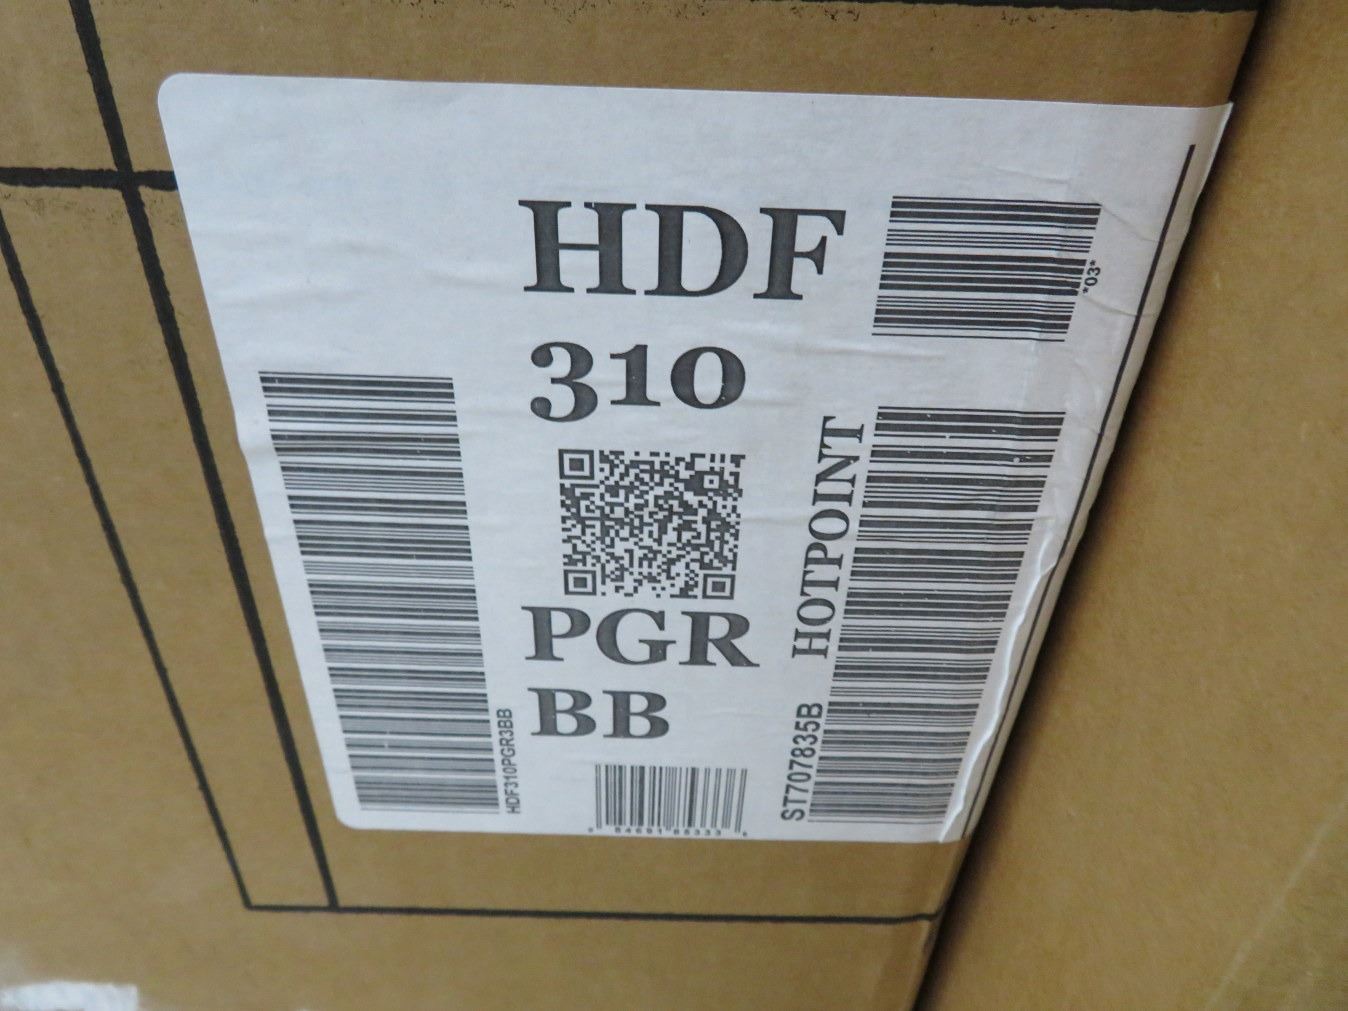 HDF
310
PGR
BB
*03*
HOTPOINT
HDF310PGR3BB
ST707835B